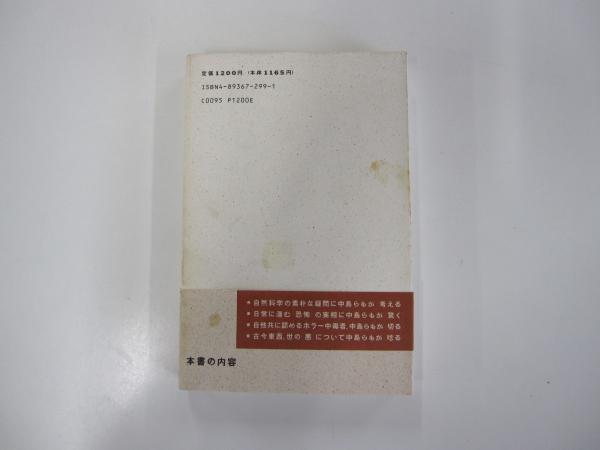 定価1200円（本体1165円）
ISBN4-89367-299-1
C0095 P1200E
● 自然科学の素朴な疑問に中島らもが 考える
● 日常に潜む 恐怖 の実相に中島らもが 驚く
● 自他共に認めるホラー中毒者、中島らもが 切る
● 古今東西、世の 悪 について中島らもが 唸る
本書の内容